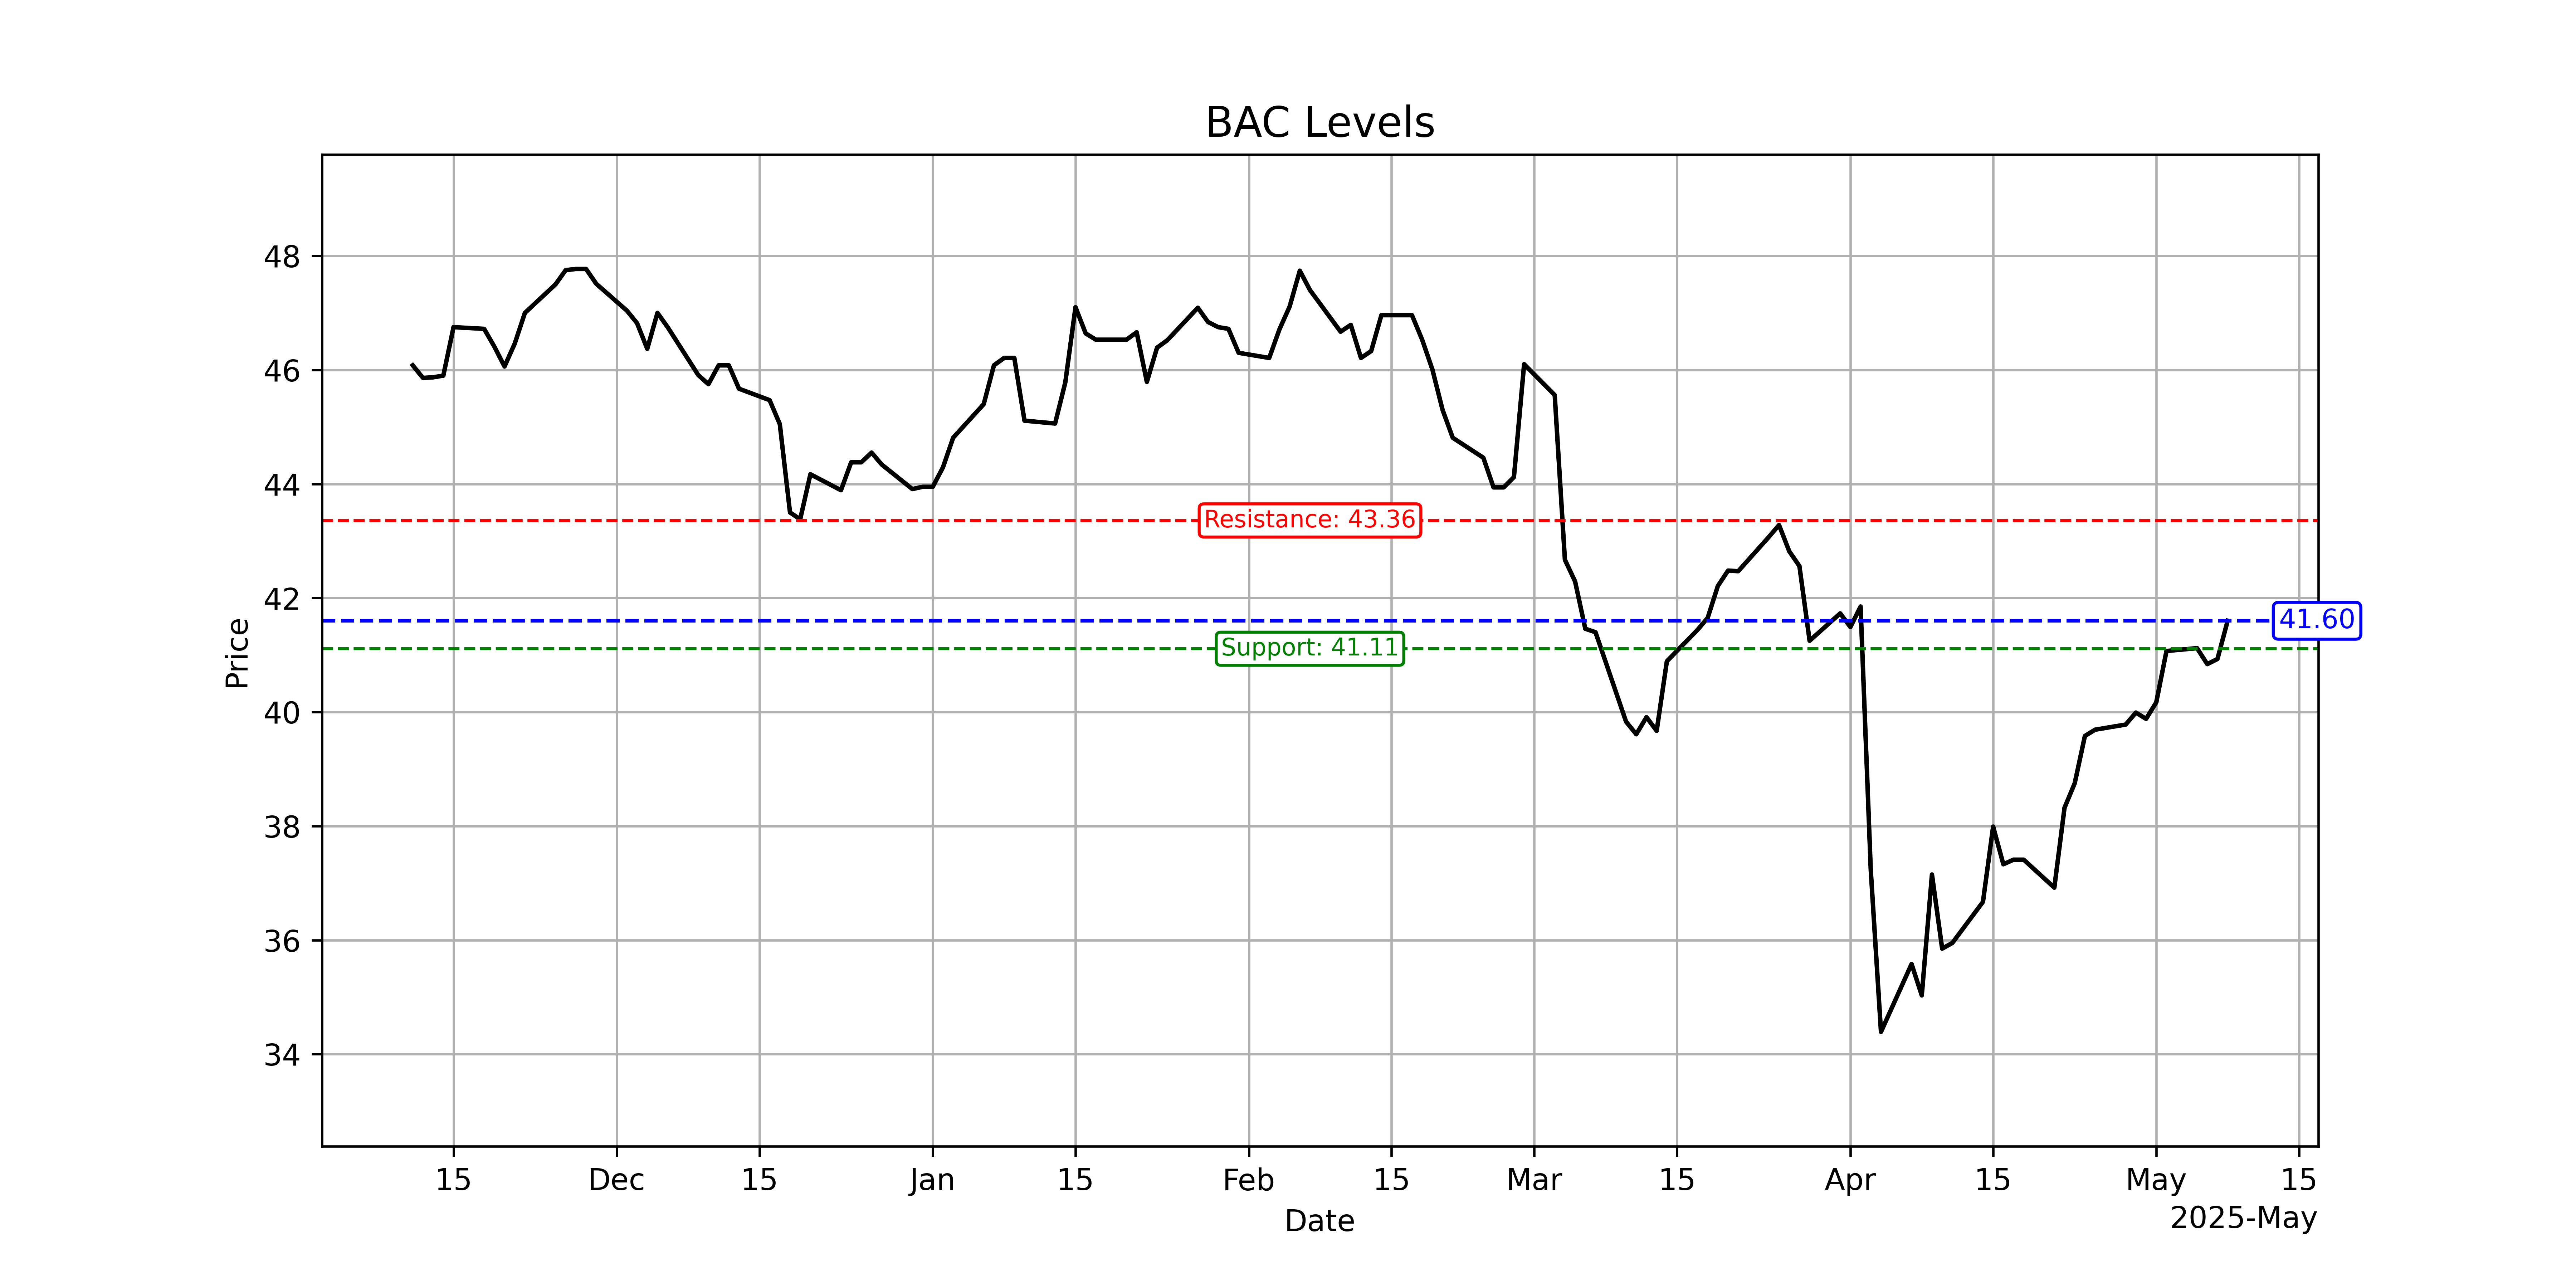 BAC Levels
48
46
44
42
40
38
36
34
Price
Resistance: 43.36
41.60
Support: 41.11
15 Dec 15 Jan 15 Feb 15 Mar 15 Apr 15 May 15
2025-May
Date